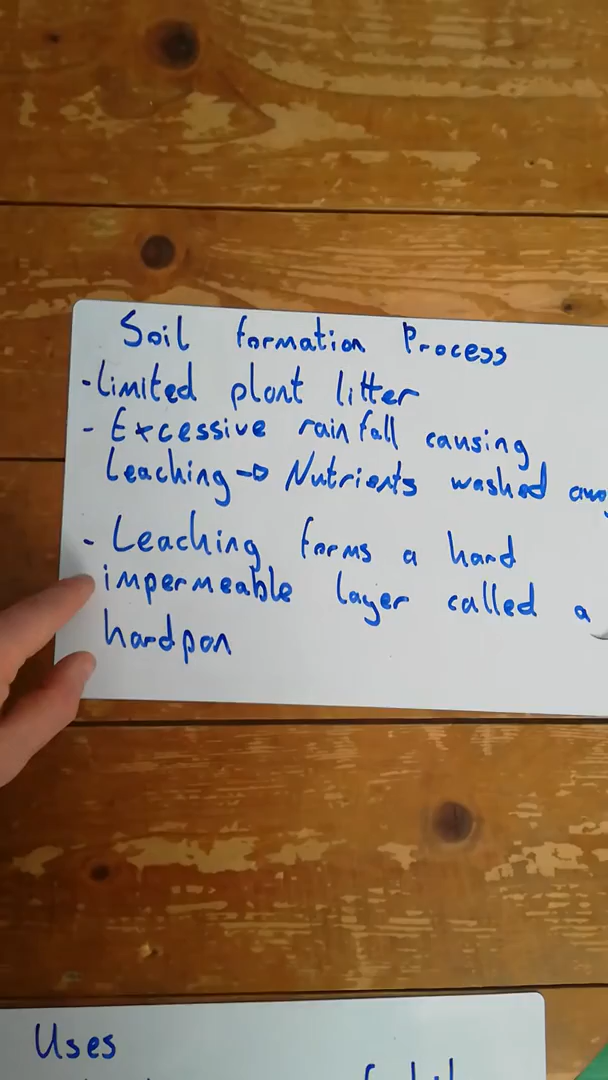 Soil formation Process
-Limited plant litter
- Excessive rainfall causing
Leaching→ Nutrients washed
- Leaching forms a hard
impermeable layer called a
hardpan
Uses